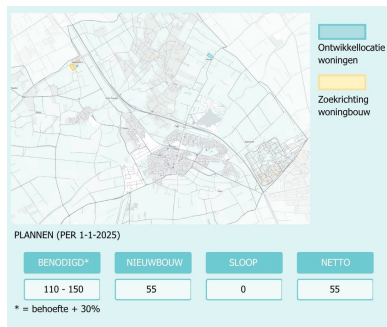 Ontwikkellocatie
woningen
Zoekrichting
woningbouw
PLANNEN (PER 1-1-2025)
BENODIGD* NIEUWBOUW SLOOP NETTO
110 - 150 55 0 55
* = behoefte + 30%